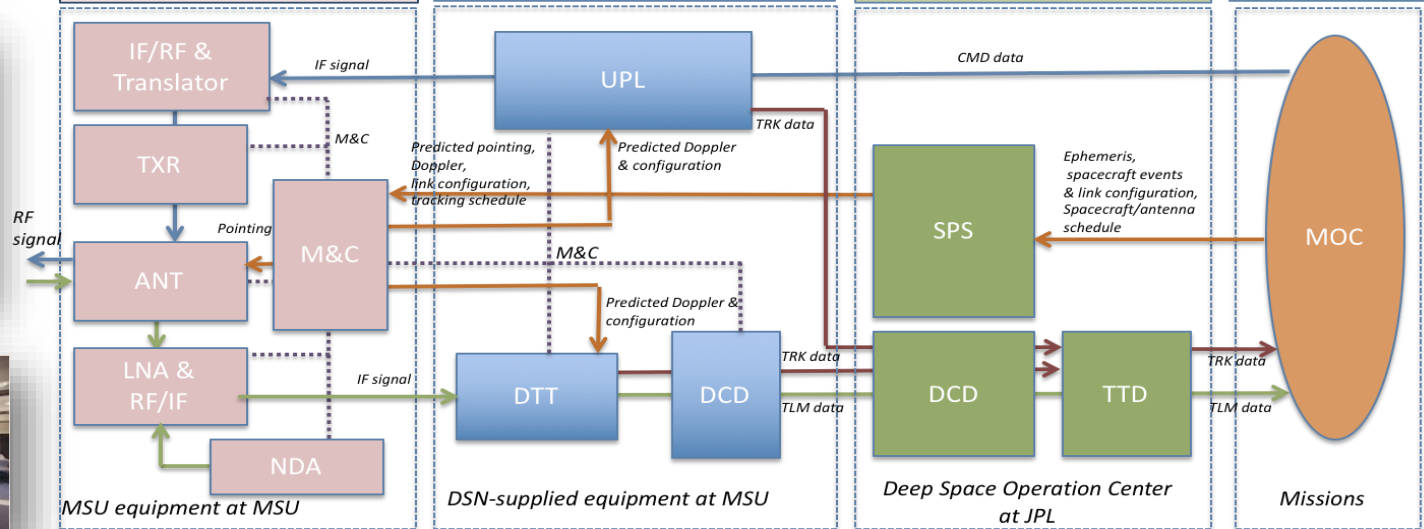 IF/RF &
Translator
TXR
RF
signal
ANT
LNA &
RF/IF
NDA
M&C
Pointing
M&C
MSU equipment at MSU
IF signal
UPL
Predicted pointing,
Doppler,
link configuration,
tracking schedule
Predicted Doppler
& configuration
TRK data
M&C
Predicted Doppler &
configuration
IF signal
DTT
DCD
TRK data
TLM data
DSN-supplied equipment at MSU
CMD data
SPS
Ephemeris,
spacecraft events
& link configuration,
Spacecraft/antenna
schedule
DCD
TTD
Deep Space Operation Center
at JPL
MOC
TRK data
TLM data
Missions